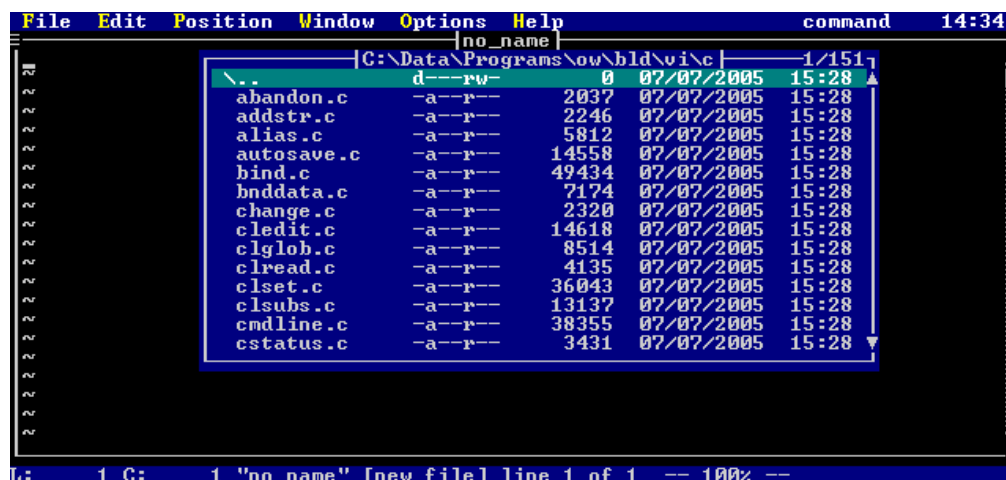 File Edit Position Window Options Help command 14:34
no_name
C:\Data\Programs\ow\bld\vi\c 1/151
\.. d---rw- 0 07/07/2005 15:28
abandon.c -a--r-- 2037 07/07/2005 15:28
addstr.c -a--r-- 2246 07/07/2005 15:28
alias.c -a--r-- 5812 07/07/2005 15:28
autosave.c -a--r-- 14558 07/07/2005 15:28
bind.c -a--r-- 49434 07/07/2005 15:28
bnddata.c -a--r-- 7174 07/07/2005 15:28
change.c -a--r-- 2320 07/07/2005 15:28
cledit.c -a--r-- 14618 07/07/2005 15:28
clglob.c -a--r-- 8514 07/07/2005 15:28
clread.c -a--r-- 4135 07/07/2005 15:28
clset.c -a--r-- 36043 07/07/2005 15:28
clsubs.c -a--r-- 13137 07/07/2005 15:28
cmdline.c -a--r-- 38355 07/07/2005 15:28
cstatus.c -a--r-- 3431 07/07/2005 15:28
L: 1 C: 1 "no_name" [new file] line 1 of 1 -- 100% --